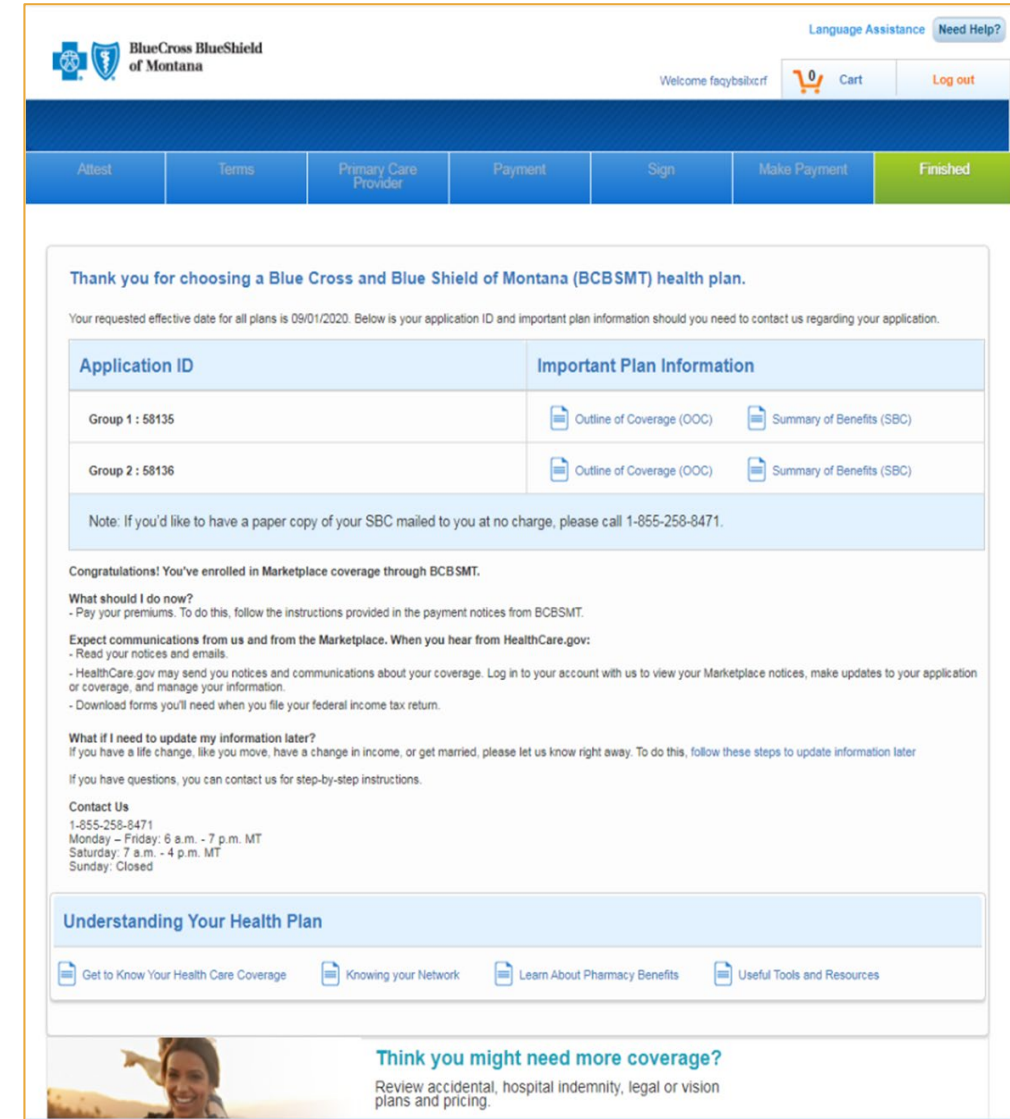 Language Assistance Need Help?
BlueCross BlueShield
of Montana
Welcome faqybsilxcrf 0 Cart Log out
Attest Terms Primary Care Provider Payment Sign Make Payment Finished
Thank you for choosing a Blue Cross and Blue Shield of Montana (BCBSMT) health plan.
Your requested effective date for all plans is 09/01/2020. Below is your application ID and important plan information should you need to contact us regarding your application.
Application ID Important Plan Information
Group 1 : 58135 Outline of Coverage (OOC) Summary of Benefits (SBC)
Group 2 : 58136 Outline of Coverage (OOC) Summary of Benefits (SBC)
Note: If you'd like to have a paper copy of your SBC mailed to you at no charge, please call 1-855-258-8471.
Congratulations! You've enrolled in Marketplace coverage through BCBSMT.
What should I do now?
- Pay your premiums. To do this, follow the instructions provided in the payment notices from BCBSMT.
Expect communications from us and from the Marketplace. When you hear from HealthCare.gov:
- Read your notices and emails.
- HealthCare.gov may send you notices and communications about your coverage. Log in to your account with us to view your Marketplace notices, make updates to your application
or coverage, and manage your information.
- Download forms you'll need when you file your federal income tax return.
What if I need to update my information later?
If you have a life change, like you move, have a change in income, or get married, please let us know right away. To do this, follow these steps to update information later
If you have questions, you can contact us for step-by-step instructions.
Contact Us
1-855-258-8471
Monday – Friday: 6 a.m. - 7 p.m. MT
Saturday: 7 a.m. - 4 p.m. MT
Sunday: Closed
Understanding Your Health Plan
Get to Know Your Health Care Coverage Knowing your Network Learn About Pharmacy Benefits Useful Tools and Resources
Think you might need more coverage?
Review accidental, hospital indemnity, legal or vision
plans and pricing.